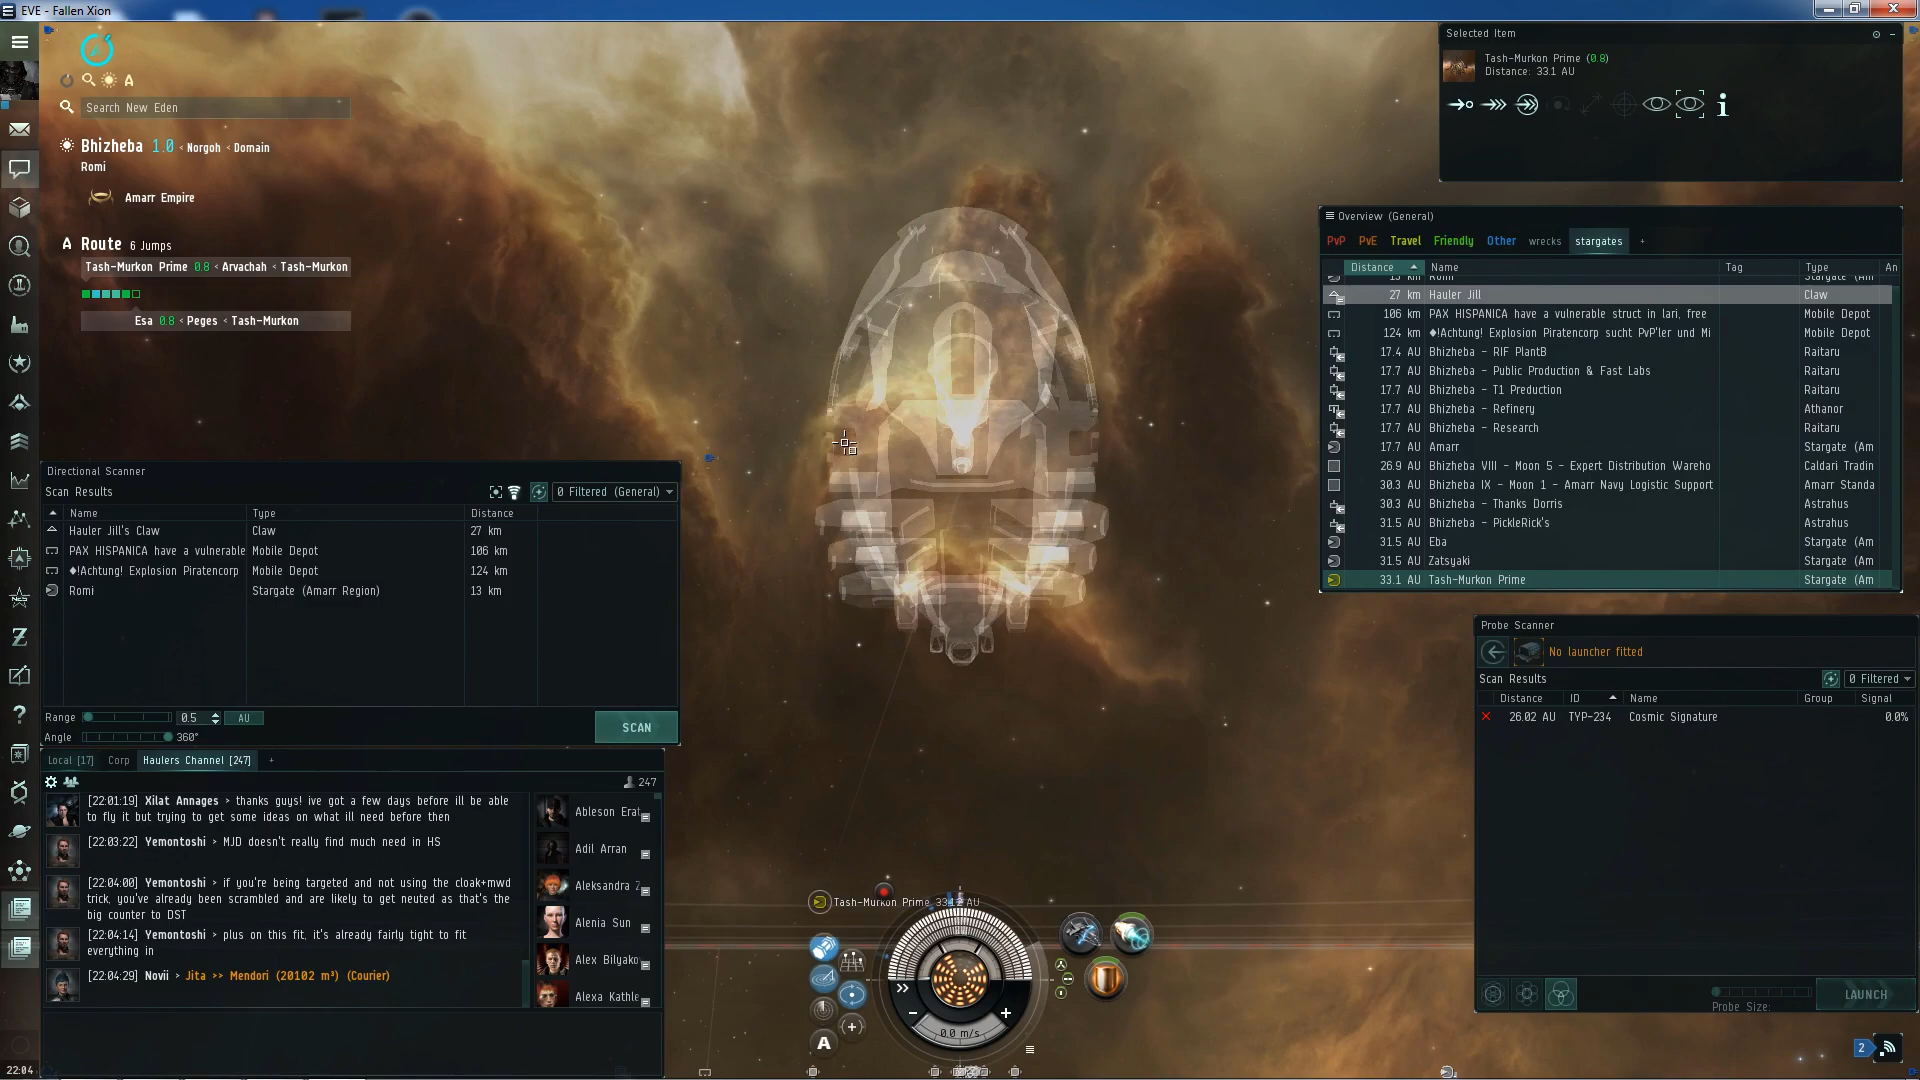 EVE - Fallen Xion
Search New Eden
Bhizheba 1.0 < Norgoh < Domain
Romi
Amarr Empire
A Route 6 Jumps
Tash-Murkon Prime 0.8 < Arvachah < Tash-Murkon
Esa 0.8 < Peges < Tash-Murkon
Selected Item
Tash-Murkon Prime (0.8)
Distance: 33.1 AU
Overview (General)
PvP PvE Travel Friendly Other wrecks stargates +
Distance Name Tag Type An
13 km Romi Stargate (Am
27 km Hauler Jill Claw
106 km PAX HISPANICA have a vulnerable struct in lari, free Mobile Depot
124 km ♦!Achtung! Explosion Piratencorp sucht PvP'ler und Mi Mobile Depot
17.4 AU Bhizheba - RIF PlantB Raitaru
17.7 AU Bhizheba - Public Production & Fast Labs Raitaru
17.7 AU Bhizheba - T1 Preduction Raitaru
17.7 AU Bhizheba - Refinery Athanor
17.7 AU Bhizheba - Research Raitaru
17.7 AU Amarr Stargate (Am
26.9 AU Bhizheba VIII - Moon 5 - Expert Distribution Wareho Caldari Tradin
30.3 AU Bhizheba IX - Moon 1 - Amarr Navy Logistic Support Amarr Standa
30.3 AU Bhizheba - Thanks Dorris Astrahus
31.5 AU Bhizheba - PickleRick's Astrahus
31.5 AU Eba Stargate (Am
31.5 AU Zatsyaki Stargate (Am
33.1 AU Tash-Murkon Prime Stargate (Am
Directional Scanner
Scan Results 0 Filtered (General)
Name Type Distance
Hauler Jill's Claw Claw 27 km
PAX HISPANICA have a vulnerable Mobile Depot 106 km
♦!Achtung! Explosion Piratencorp Mobile Depot 124 km
Romi Stargate (Amarr Region) 13 km
Range 0.5 AU
Angle 360°
SCAN
Probe Scanner
No launcher fitted
Scan Results 0 Filtered
Distance ID Name Group Signal
26.02 AU TYP-234 Cosmic Signature 0.0%
Probe Size:
LAUNCH
Local [17] Corp Haulers Channel [247] +
247
[22:01:19] Xilat Annages > thanks guys! ive got a few days before ill be able
to fly it but trying to get some ideas on what ill need before then
[22:03:22] Yemontoshi > MJD doesn't really find much need in HS
[22:04:00] Yemontoshi > if you're being targeted and not using the cloak+mwd
trick, you've already been scrambled and are likely to get neuted as that's the
big counter to DST
[22:04:14] Yemontoshi > plus on this fit, it's already fairly tight to fit
everything in
[22:04:29] Novii > Jita >> Mendori (20102 m³) (Courier)
Ableson Erat
Adil Arran
Aleksandra Z
Alenia Sun
Alex Bilyako
Alexa Kathle
Tash-Murkon Prime 33.12 AU
0.0 m/s
A
2
22:04